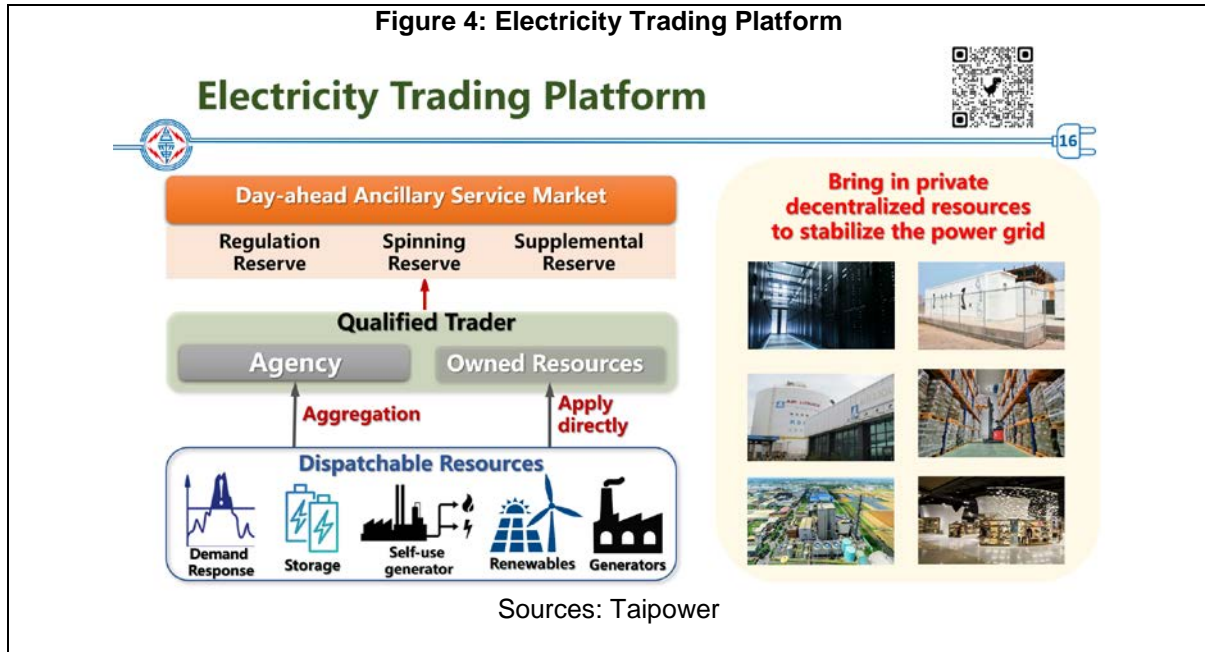 Figure 4: Electricity Trading Platform
Electricity Trading Platform
16
Day-ahead Ancillary Service Market
Regulation
Reserve
Spinning
Reserve
Supplemental
Reserve
Qualified Trader
Agency
Owned Resources
Aggregation
Apply
directly
Dispatchable Resources
Demand
Response
Storage
Self-use
generator
Renewables
Generators
Bring in private
decentralized resources
to stabilize the power grid
Sources: Taipower